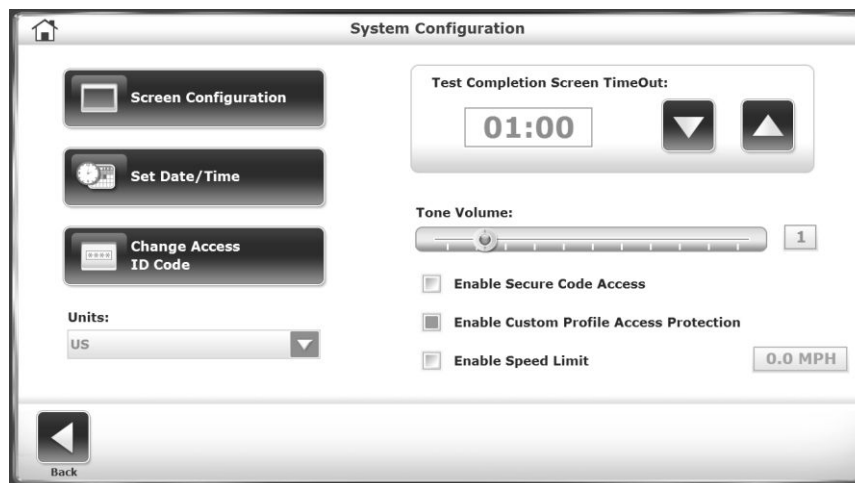 System Configuration
Screen Configuration
Set Date/Time
Change Access
ID Code
Units:
US
Test Completion Screen TimeOut:
01:00
Tone Volume:
1
Enable Secure Code Access
Enable Custom Profile Access Protection
Enable Speed Limit
0.0 MPH
Back